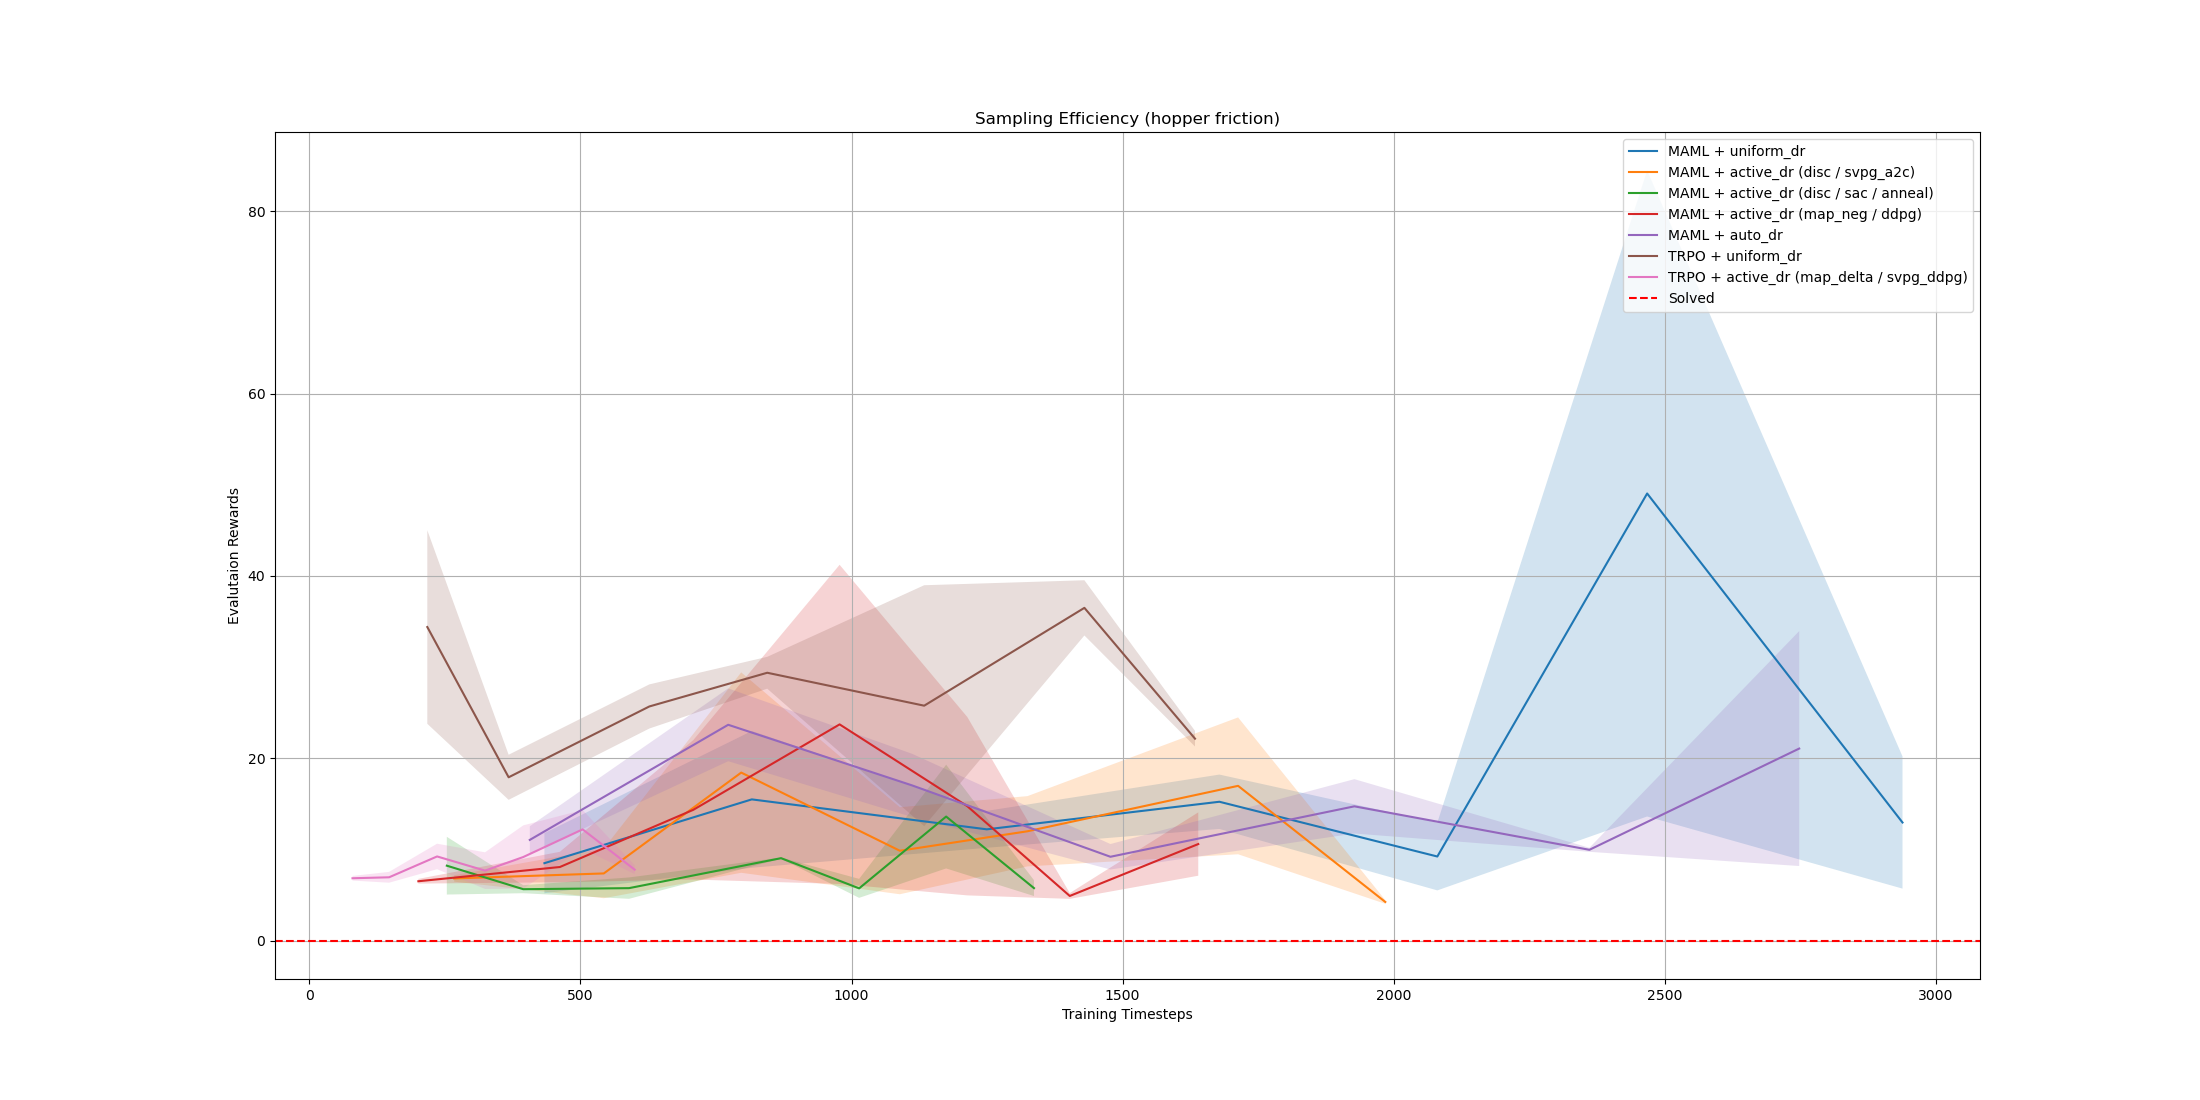 Sampling Efficiency (hopper friction)
MAML + uniform_dr
MAML + active_dr (disc / svpg_a2c)
MAML + active_dr (disc / sac / anneal)
MAML + active_dr (map_neg / ddpg)
MAML + auto_dr
TRPO + uniform_dr
TRPO + active_dr (map_delta / svpg_ddpg)
Solved
Evalutaion Rewards
80
60
40
20
0
0 500 1000 1500 2000 2500 3000
Training Timesteps